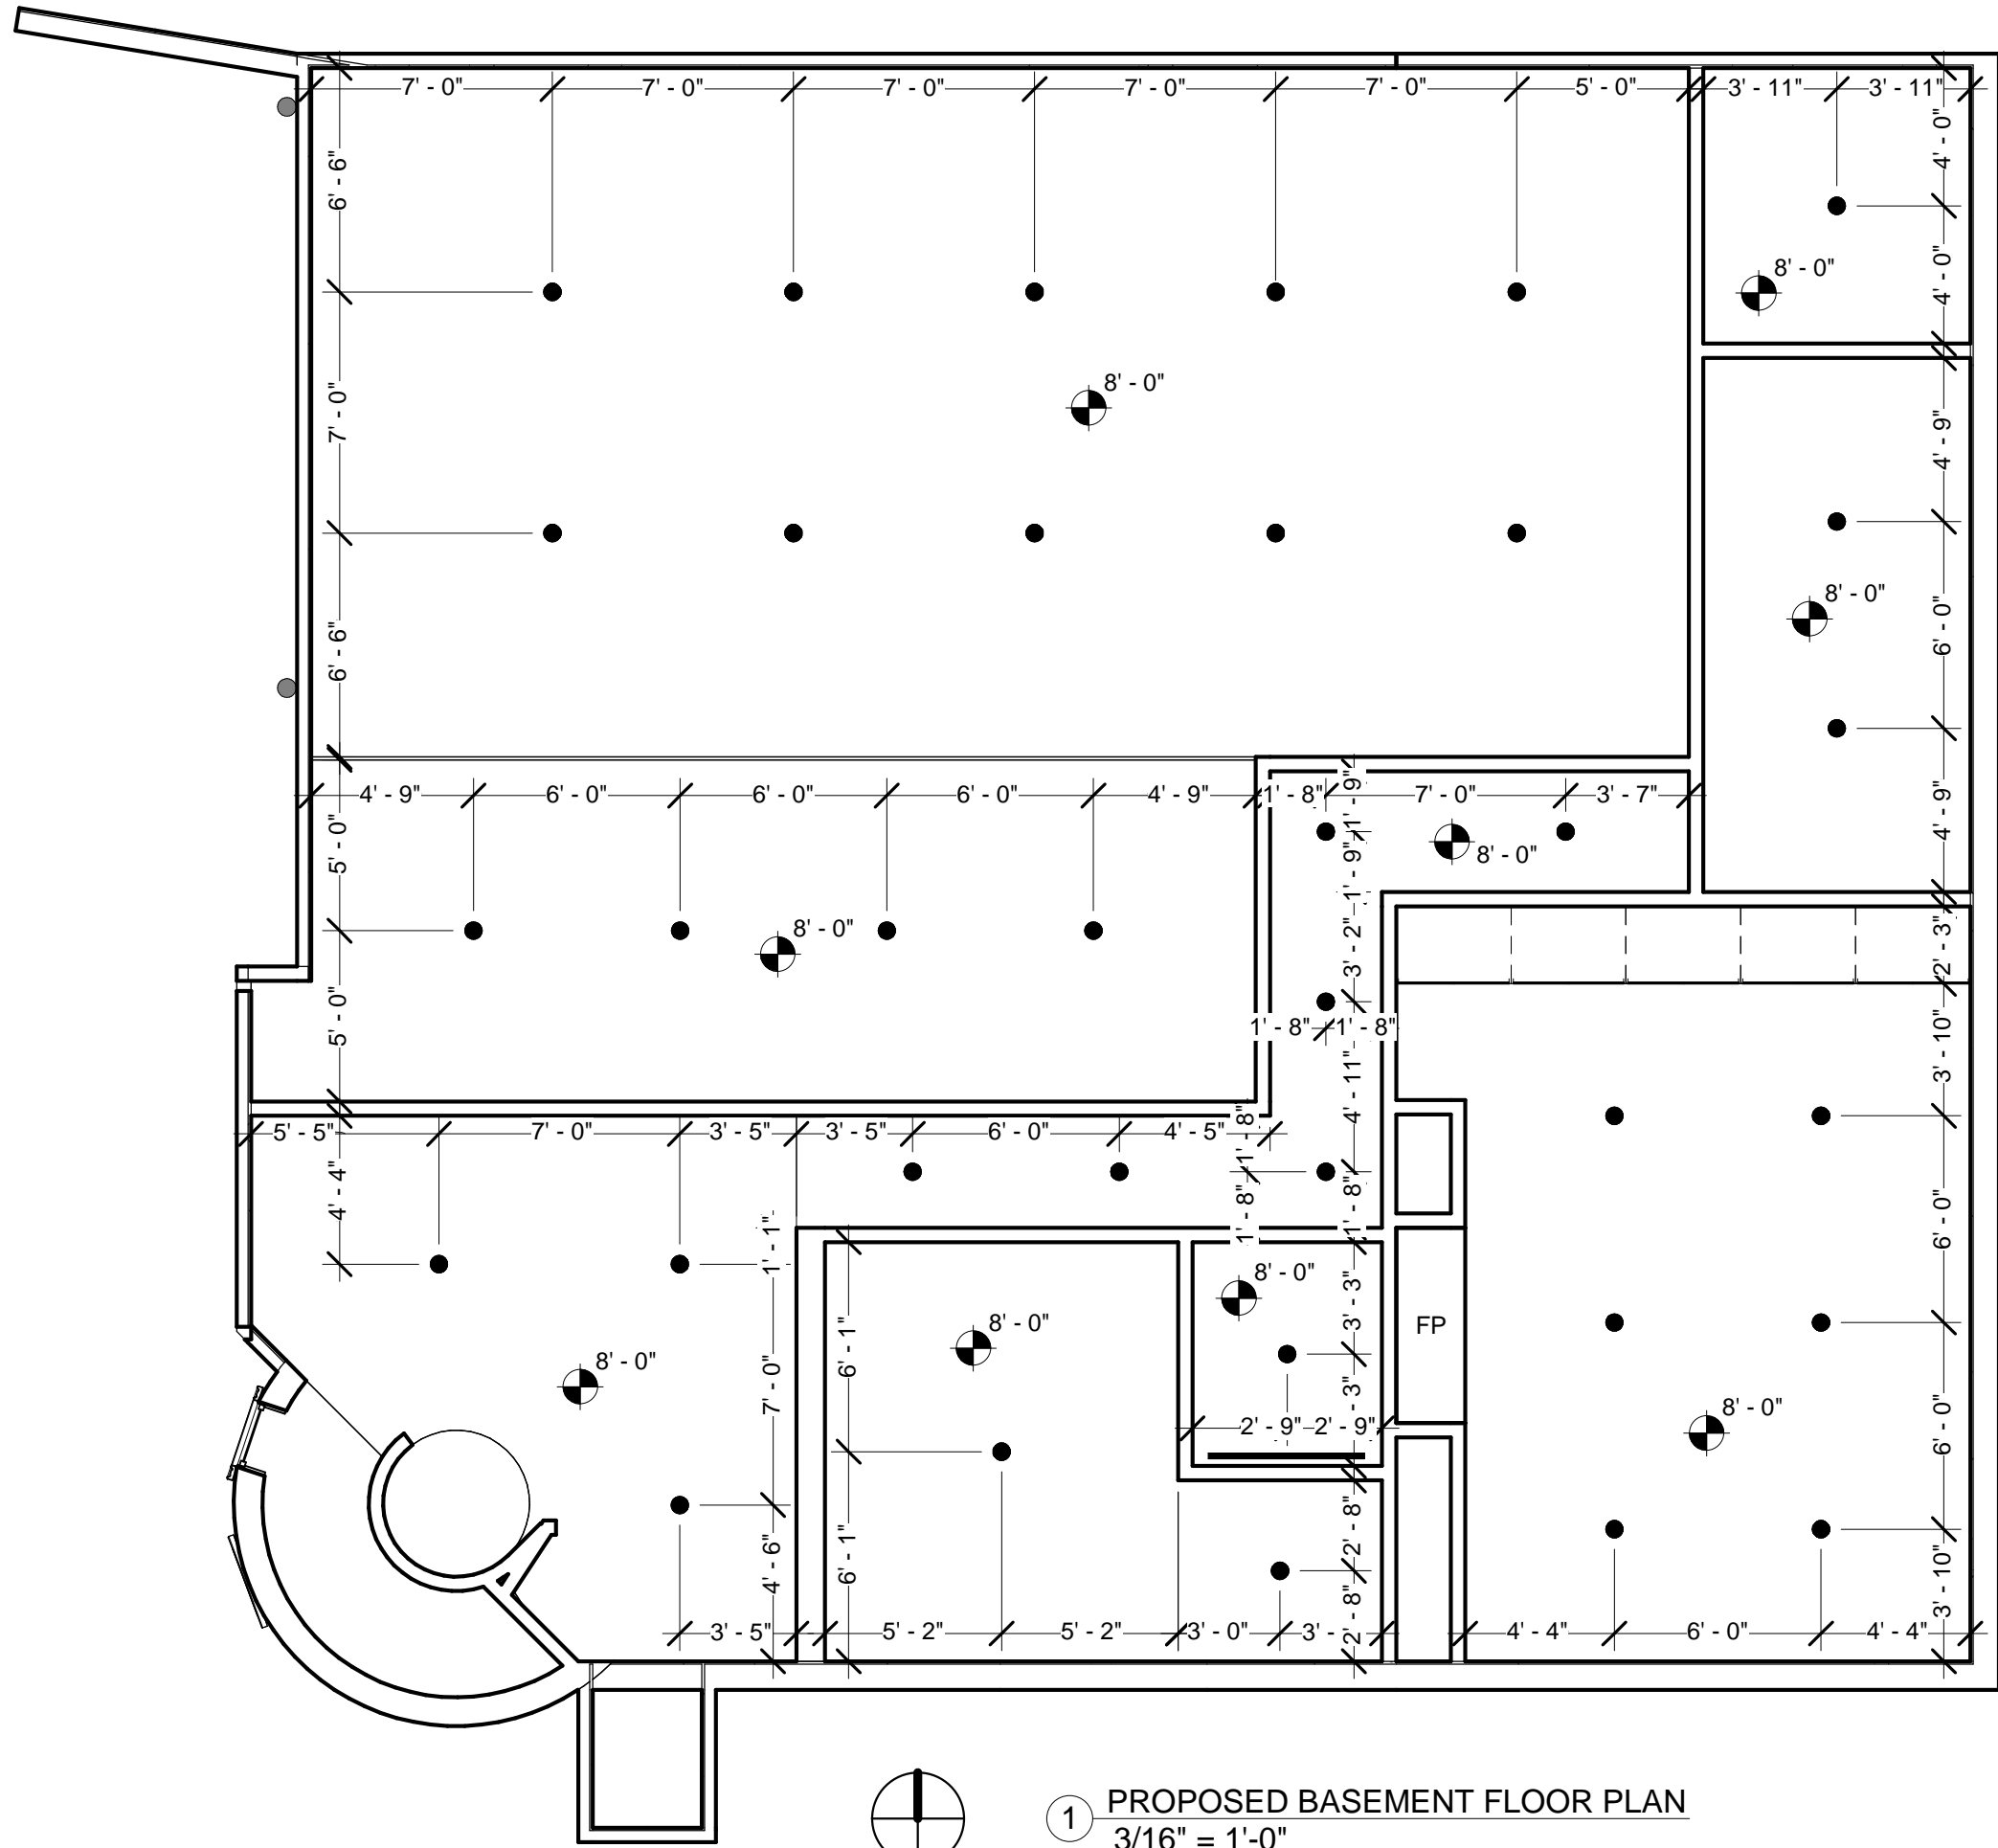 7' - 0" 7' - 0" 7' - 0" 7' - 0" 7' - 0" 5' - 0" 3' - 11" 3' - 11"
6' - 6"
7' - 0"
6' - 6"
4' - 0"
4' - 0"
8' - 0"
8' - 0"
4' - 9"
6' - 0"
4' - 9"
8' - 0"
4' - 9" 6' - 0" 6' - 0" 6' - 0" 4' - 9" 1' - 8" 7' - 0" 3' - 7"
1' - 9"
1' - 9"
8' - 0"
5' - 0"
5' - 0"
8' - 0"
3' - 2"
1' - 8" 1' - 8"
4' - 11"
2' - 3"
3' - 10"
5' - 5" 7' - 0" 3' - 5" 3' - 5" 6' - 0" 4' - 5"
1' - 8"
1' - 8"
1' - 8"
4' - 4"
1' - 1"
7' - 0"
4' - 6"
8' - 0"
6' - 1"
6' - 1"
8' - 0"
8' - 0"
3' - 3"
3' - 3"
2' - 9" 2' - 9"
2' - 8"
2' - 8"
FP
6' - 0"
6' - 0"
3' - 10"
8' - 0"
3' - 5" 5' - 2" 5' - 2" 3' - 0" 3' - 4' - 4" 6' - 0" 4' - 4"
1 PROPOSED BASEMENT FLOOR PLAN
3/16" = 1'-0"